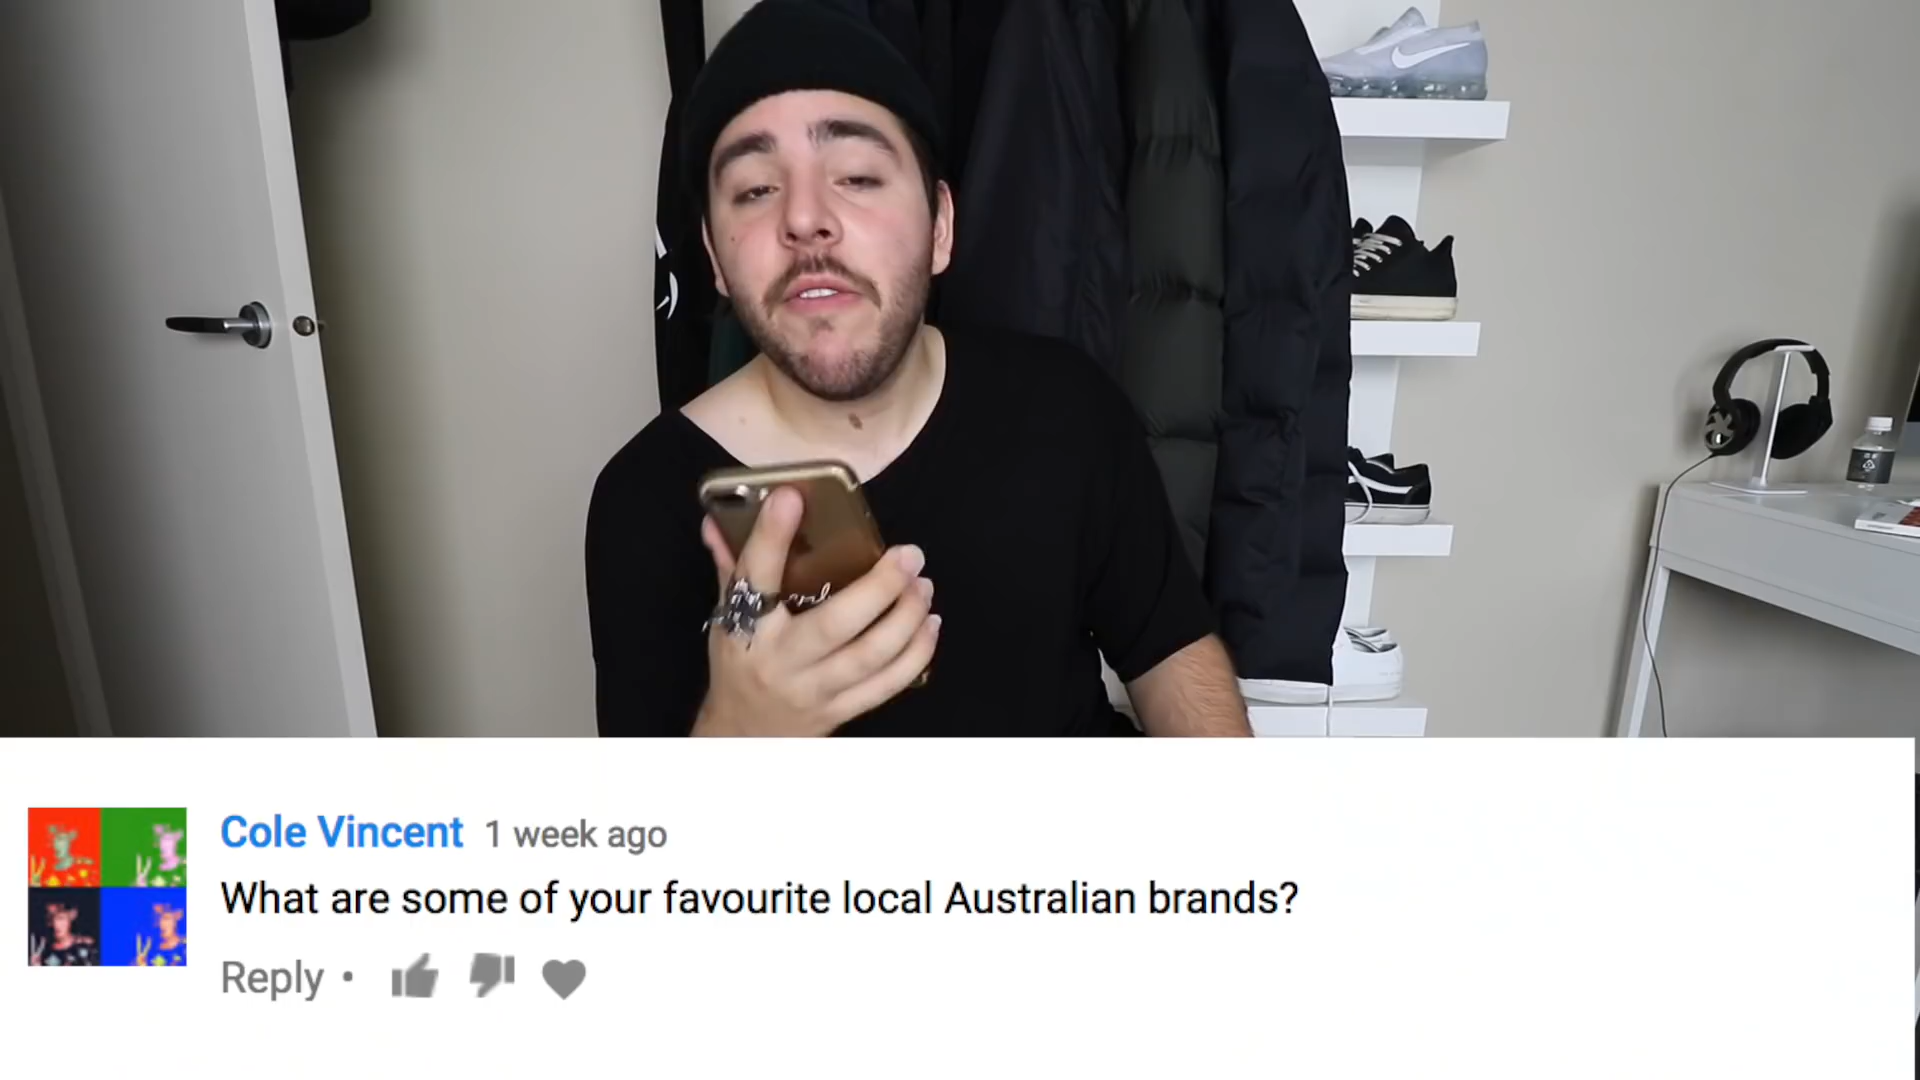 Cole Vincent 1 week ago
What are some of your favourite local Australian brands?
Reply •